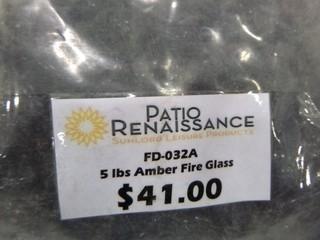 PATIO
RENAISSANCE
SUNLORD LEISURE PRODUCTS
FD-032A
5 lbs Amber Fire Glass
$41.00